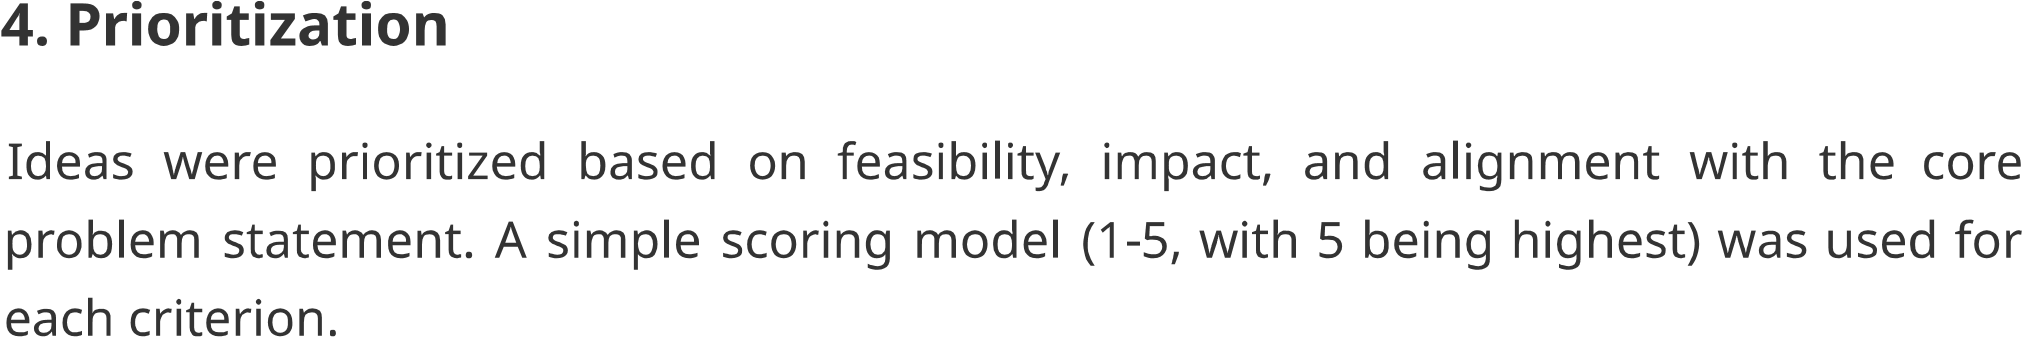 4. Prioritization
Ideas were prioritized based on feasibility, impact, and alignment with the core
problem statement. A simple scoring model (1-5, with 5 being highest) was used for
each criterion.